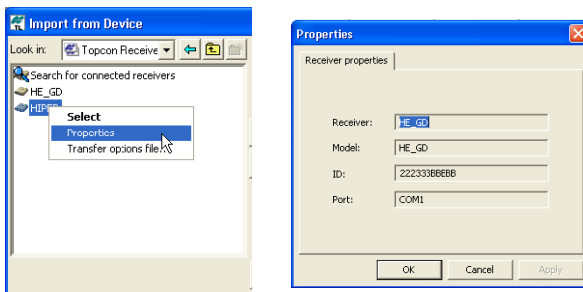 Import from Device
Look in: Topcon Receive
Search for connected receivers
HE_GD
HIPER
Select
Properties
Transfer options file...
Properties
Receiver properties
Receiver: HE_GD
Model: HE_GD
ID: 222333BBEBB
Port: COM1
OK Cancel Apply